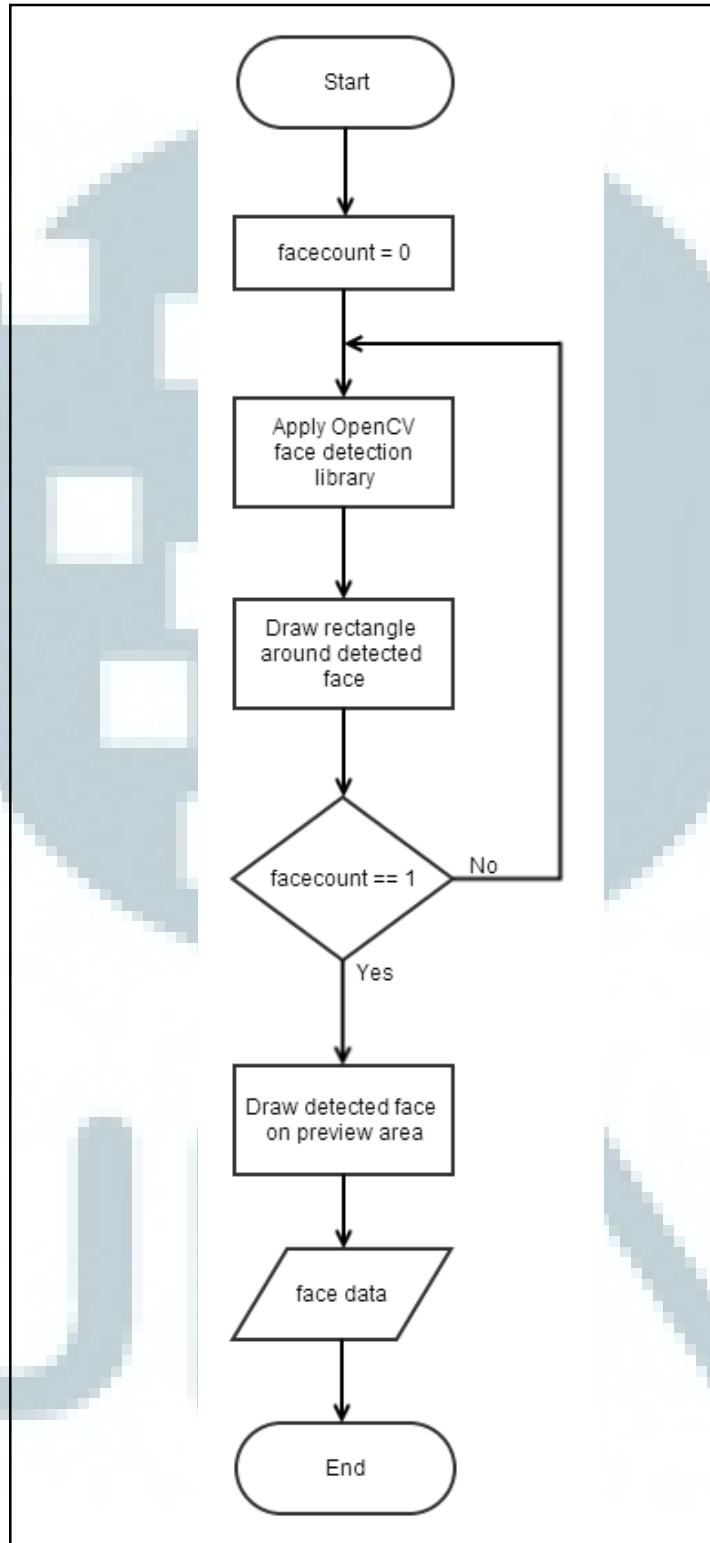 Start
facecount = 0
Apply OpenCV
face detection
library
Draw rectangle
around detected
face
facecount == 1
No
Yes
Draw detected face
on preview area
face data
End